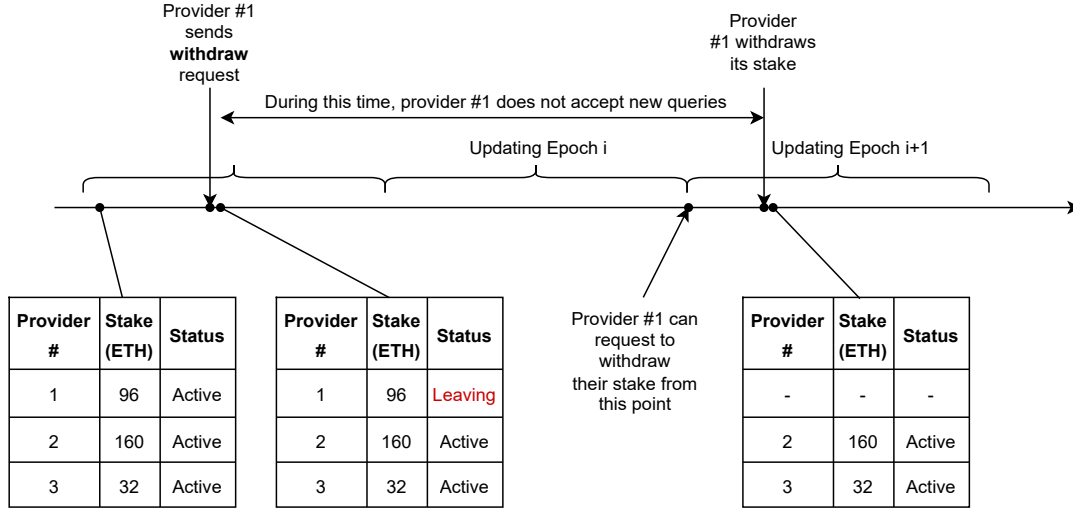 Provider #1
sends
withdraw
request
Provider
#1 withdraws
its stake
During this time, provider #1 does not accept new queries
Updating Epoch i
Updating Epoch i+1
Provider
#
Stake
(ETH)
Status
1 96 Active
2 160 Active
3 32 Active
Provider
#
Stake
(ETH)
Status
1 96 Leaving
2 160 Active
3 32 Active
Provider #1 can
request to
withdraw
their stake from
this point
Provider
#
Stake
(ETH)
Status
- - -
2 160 Active
3 32 Active